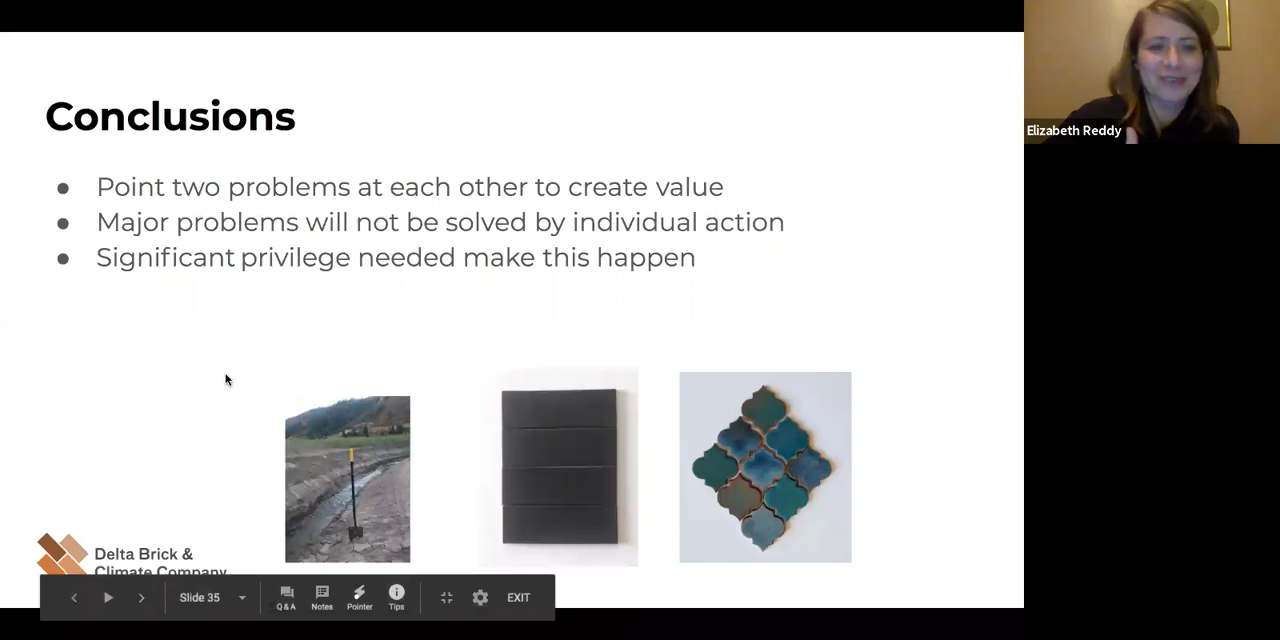 Conclusions
● Point two problems at each other to create value
● Major problems will not be solved by individual action
● Significant privilege needed make this happen
Delta Brick &
Climate Company
Slide 35
Q&A
Notes
Pointer
Tips
EXIT
Elizabeth Reddy